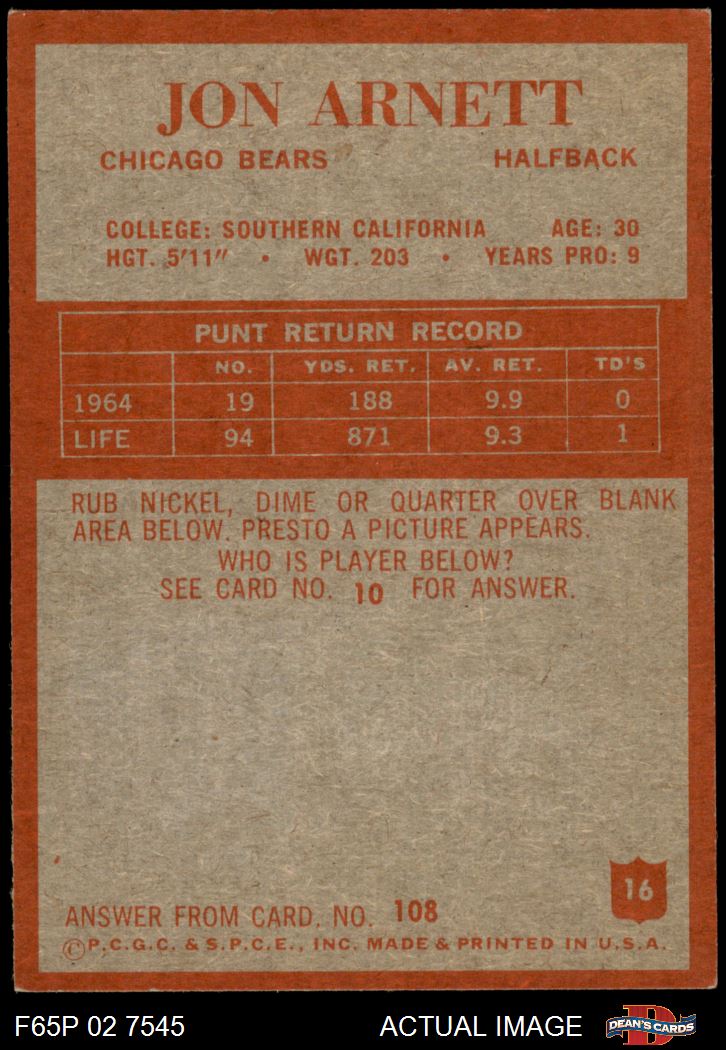 JON ARNETT
CHICAGO BEARS HALFBACK
COLLEGE: SOUTHERN CALIFORNIA AGE: 30
HGT. 5'11" • WGT. 203 • YEARS PRO: 9
PUNT RETURN RECORD
NO. YDS. RET. AV. RET. TD'S
1964 19 188 9.9 0
LIFE 94 871 9.3 1
RUB NICKEL, DIME OR QUARTER OVER BLANK
AREA BELOW. PRESTO A PICTURE APPEARS.
WHO IS PLAYER BELOW?
SEE CARD NO. 10 FOR ANSWER.
16
ANSWER FROM CARD. NO. 108
©P.C.G.C. & S.P.C.E., INC. MADE & PRINTED IN U.S.A.
F65P 02 7545 ACTUAL IMAGE D DEAN'S CARDS